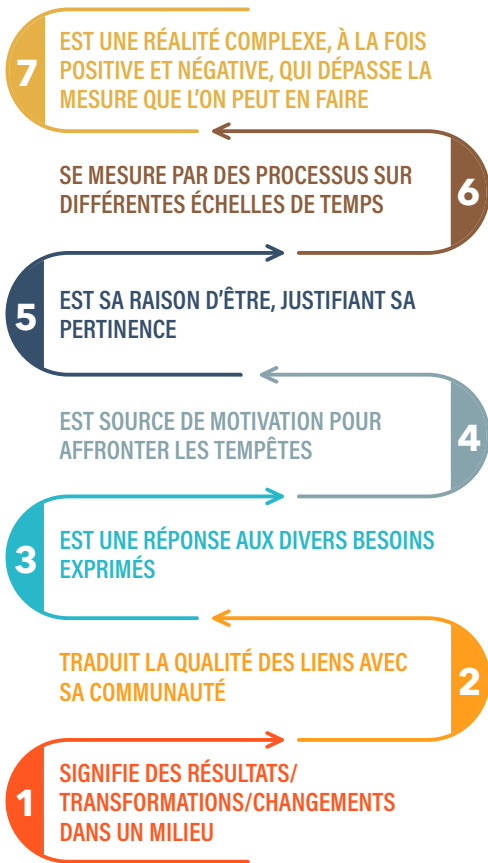 7
EST UNE RÉALITÉ COMPLEXE, À LA FOIS
POSITIVE ET NÉGATIVE, QUI DÉPASSE LA
MESURE QUE L'ON PEUT EN FAIRE
SE MESURE PAR DES PROCESSUS SUR
DIFFÉRENTES ÉCHELLES DE TEMPS
6
5
EST SA RAISON D'ÊTRE, JUSTIFIANT SA
PERTINENCE
EST SOURCE DE MOTIVATION POUR
AFFRONTER LES TEMPÊTES
4
3
EST UNE RÉPONSE AUX DIVERS BESOINS
EXPRIMÉS
TRADUIT LA QUALITÉ DES LIENS AVEC
SA COMMUNAUTÉ
2
1
SIGNIFIE DES RÉSULTATS/
TRANSFORMATIONS/CHANGEMENTS
DANS UN MILIEU